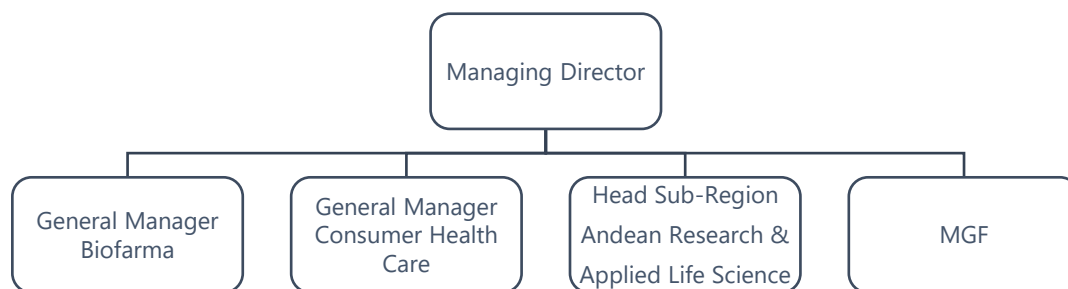 Managing Director
General Manager
Biofarma
General Manager
Consumer Health
Care
Head Sub-Region
Andean Research &
Applied Life Science
MGF